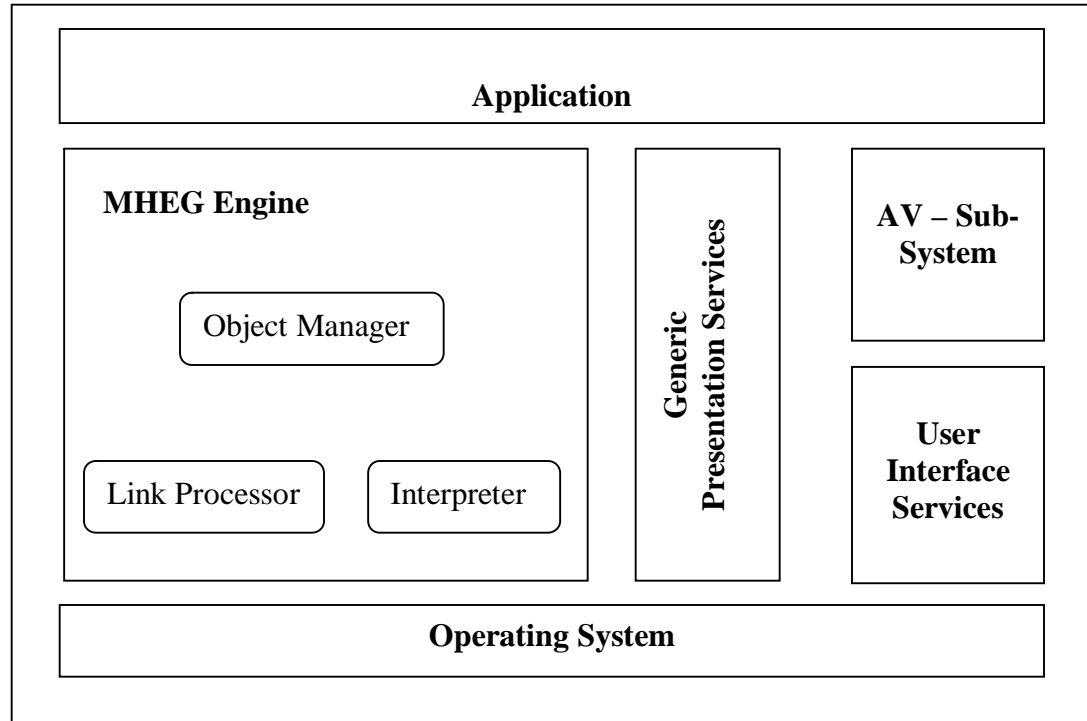 Application
MHEG Engine
Object Manager
Link Processor
Interpreter
Generic
Presentation Services
AV – Sub-
System
User
Interface
Services
Operating System